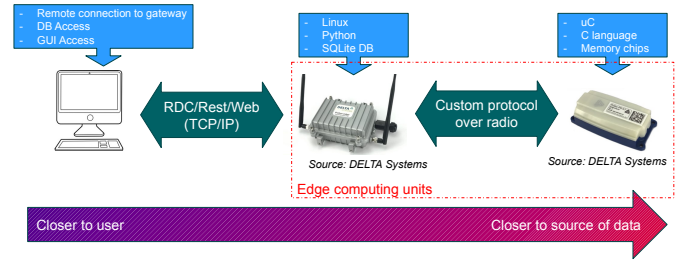 - Remote connection to gateway
- DB Access
- GUI Access
- Linux
- Python
- SQLite DB
- uC
- C language
- Memory chips
RDC/Rest/Web
(TCP/IP)
Custom protocol
over radio
Source: DELTA Systems
Source: DELTA Systems
Edge computing units
Closer to user
Closer to source of data